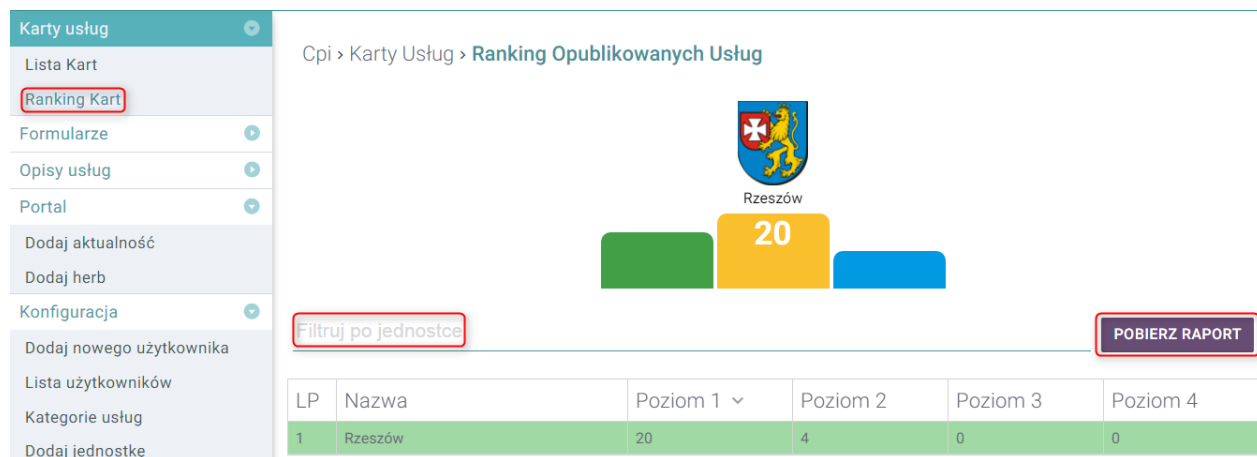 Karty usług
Lista Kart
Ranking Kart
Formularze
Opisy usług
Portal
Dodaj aktualność
Dodaj herb
Konfiguracja
Dodaj nowego użytkownika
Lista użytkowników
Kategorie usług
Dodaj jednostkę
Cpi › Karty Usług › Ranking Opublikowanych Usług
Rzeszów
20
Filtruj po jednostce
POBIERZ RAPORT
LP Nazwa Poziom 1 Poziom 2 Poziom 3 Poziom 4
1 Rzeszów 20 4 0 0